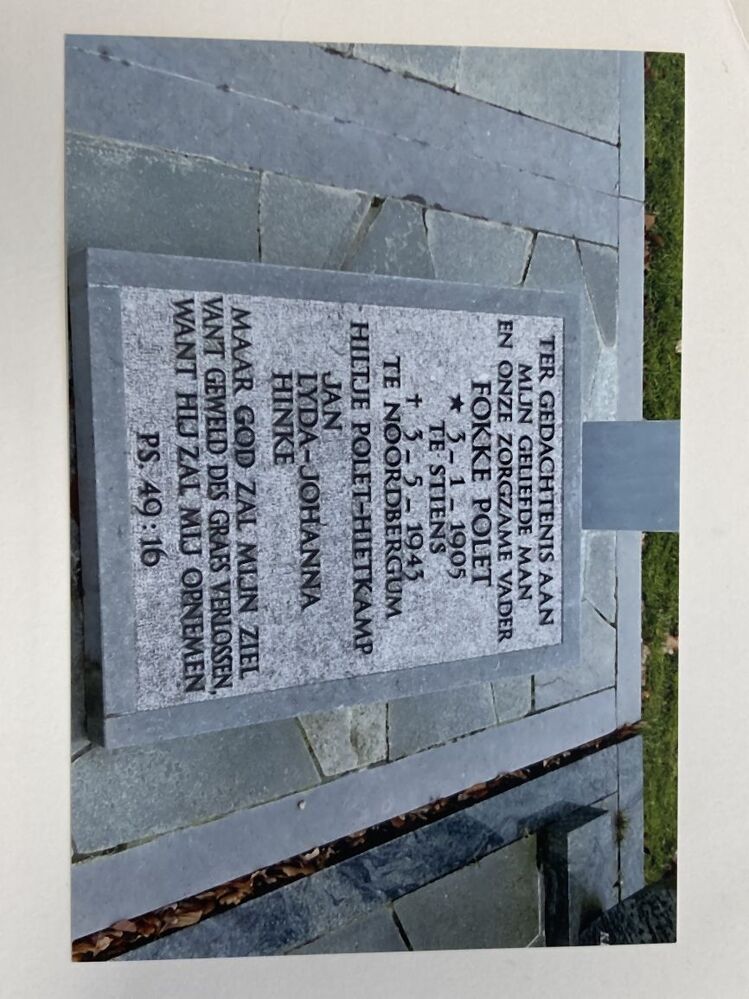 TER GEDACHTENIS AAN
MIJN GELIEFDE MAN
EN ONZE ZORGZAME VADER
FOKKE POLET
★ 3-1-1905
TE STIENS
† 3-5-1943
TE NOORDBERGUM
HILTJE POLET-HIETKAMP
JAN
LYDA-JOHANNA
HINKE
MAAR GOD ZAL MIJN ZIEL
VAN'T GEWELD DES GRAFS VERLOSSEN,
WANT HIJ ZAL MIJ OPNEMEN
PS. 49:16